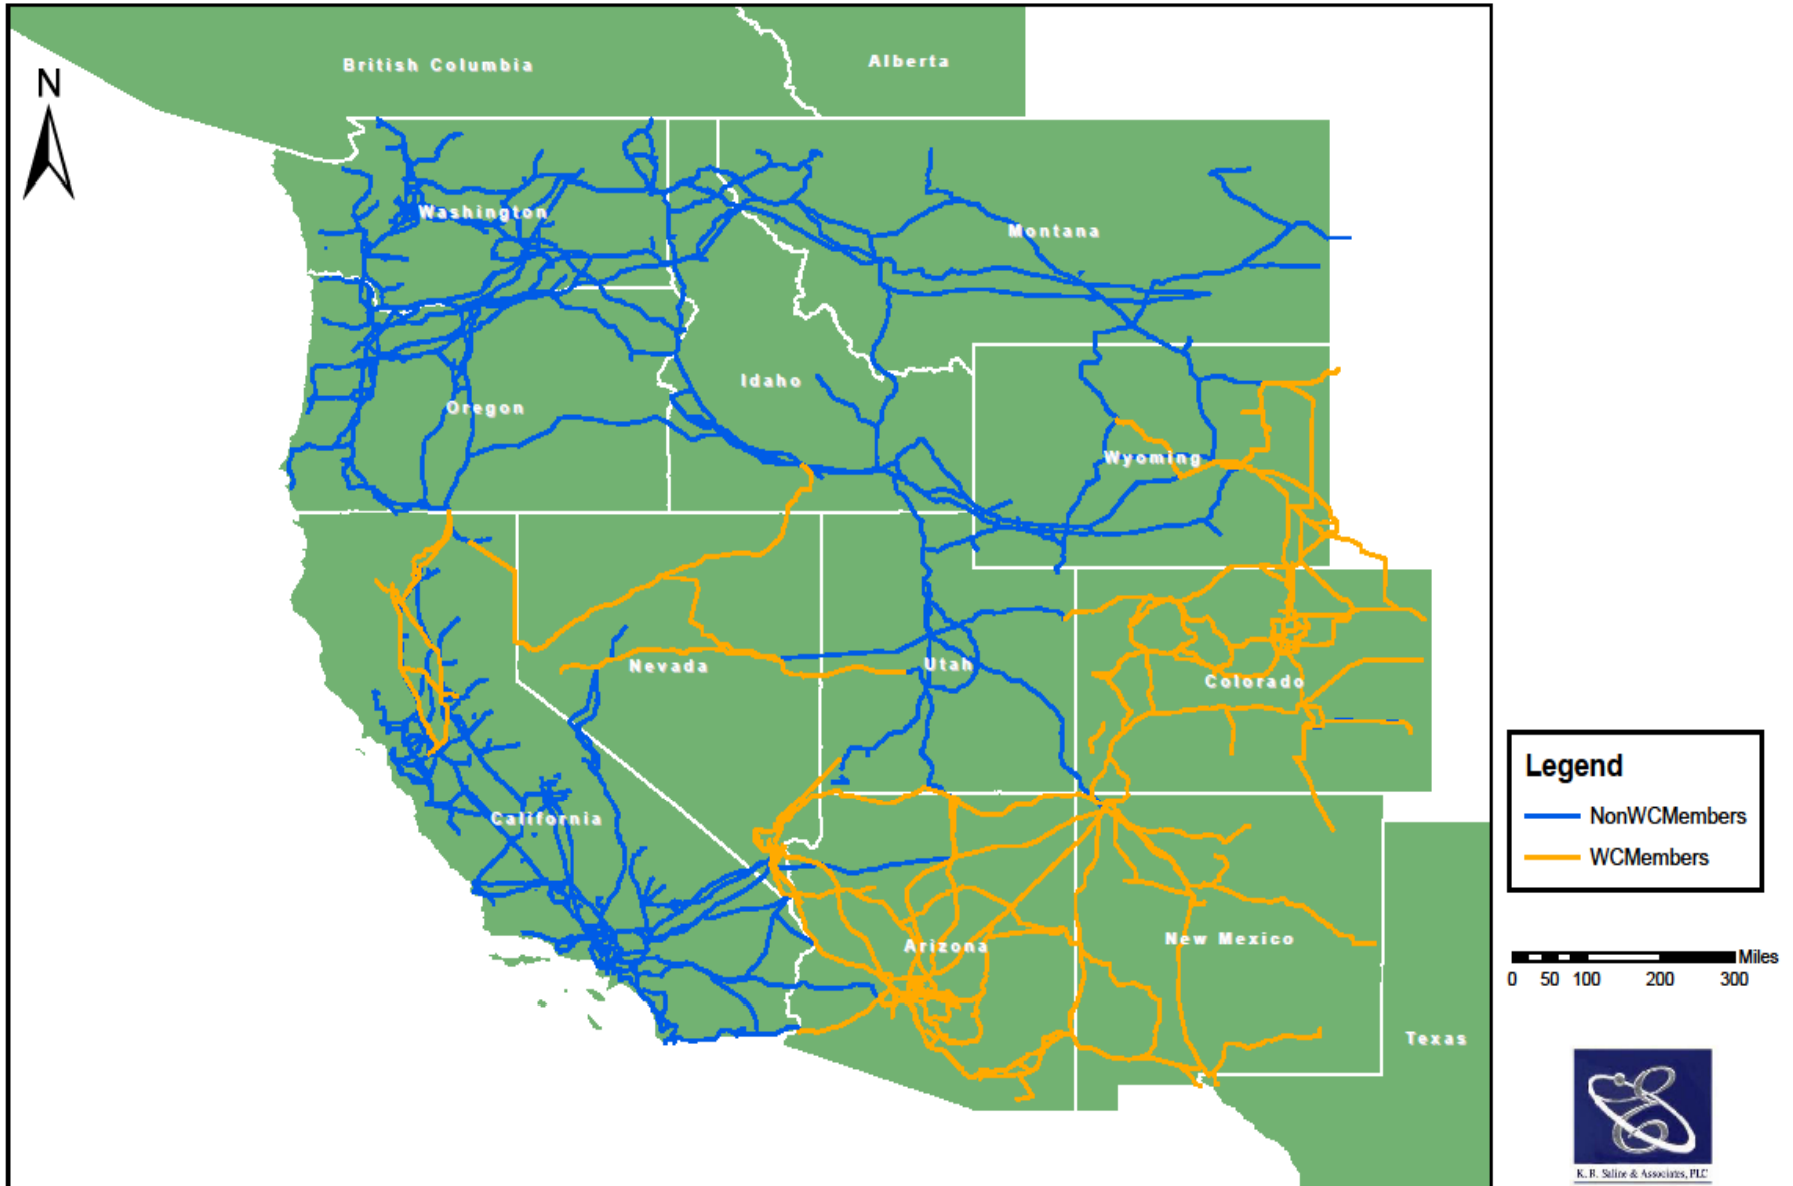 British Columbia
Alberta
N
Washington
Montana
Idaho
Oregon
Wyoming
Nevada
Utah
Colorado
California
Arizona
New Mexico
Texas
Legend
NonWCMembers
WCMembers
Miles
0 50 100 200 300
K. R. Saline & Associates, PLC